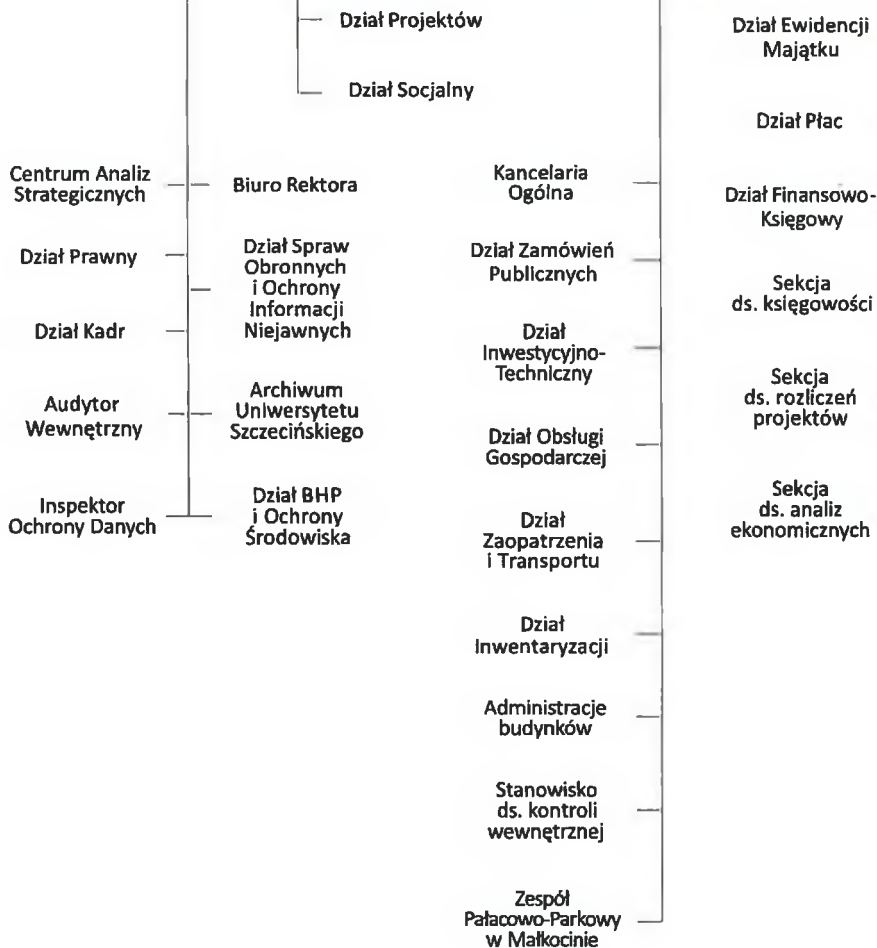 Dział Projektów
Dział Socjalny
Centrum Analiz
Strategicznych
Biuro Rektora
Dział Prawny
Dział Spraw
Obronnych
i Ochrony
Informacji
Niejawnych
Dział Kadr
Audytor
Wewnętrzny
Archiwum
Uniwersytetu
Szczecińskiego
Inspektor
Ochrony Danych
Dział BHP
i Ochrony
Środowiska
Kancelaria
Ogólna
Dział Zamówień
Publicznych
Dział
Inwestycyjno-
Techniczny
Dział Obsługi
Gospodarczej
Dział
Zaopatrzenia
i Transportu
Dział
Inwentaryzacji
Administracje
budynków
Stanowisko
ds. kontroli
wewnętrznej
Zespół
Pałacowo-Parkowy
w Małkocinie
Dział Ewidencji
Majątku
Dział Płac
Dział Finansowo-
Księgowy
Sekcja
ds. księgowości
Sekcja
ds. rozliczeń
projektów
Sekcja
ds. analiz
ekonomicznych